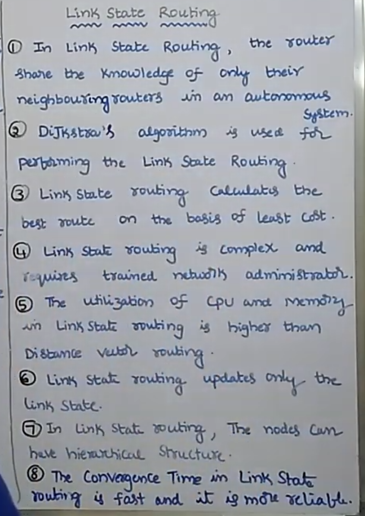 Link State Routing
① In Link State Routing, the router
share the knowledge of only their
neighbouring routers in an autonomous
system.
② Dijkstra's algorithm is used for
performing the Link State Routing.
③ Link State routing Calculates the
best route on the basis of least cost.
④ Link State routing is complex and
requires trained network administrator.
⑤ The utilization of CPU and memory
in Link State routing is higher than
Distance vector routing.
⑥ Link State routing updates only the
link State.
⑦ In Link State routing, The nodes can
have hierarchical structure.
⑧ The Convergence Time in Link State
routing is fast and it is more reliable.